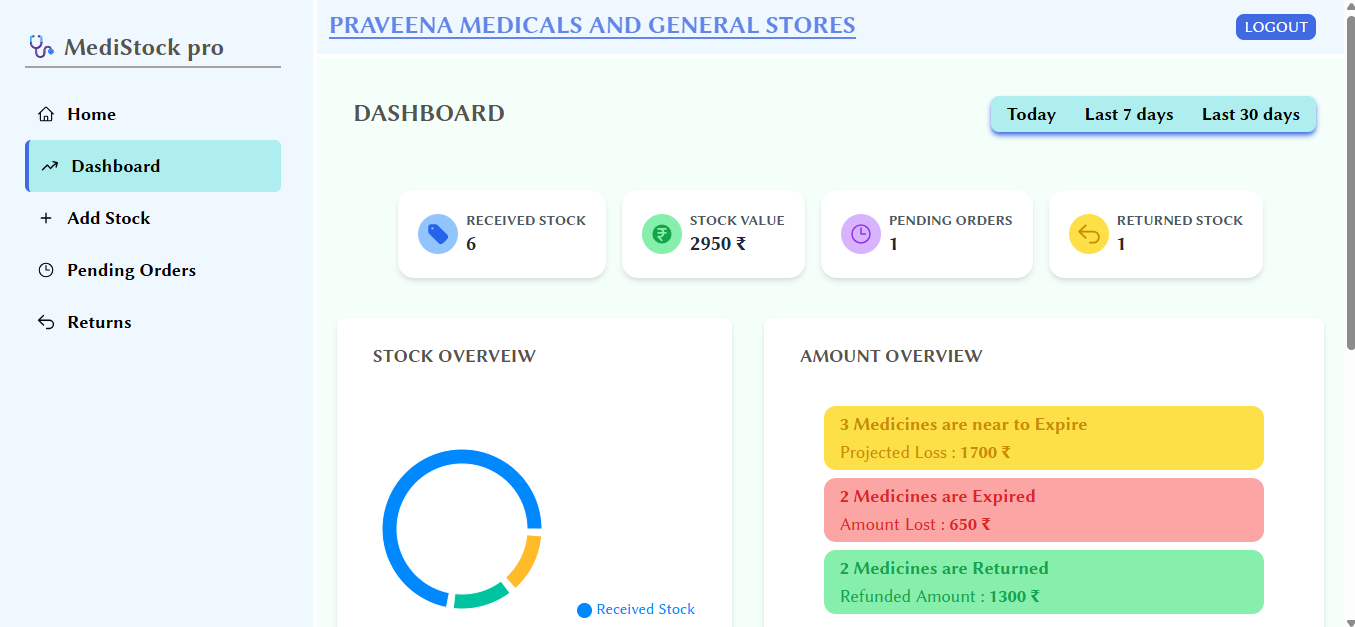 MediStock pro
Home
Dashboard
Add Stock
Pending Orders
Returns
PRAVEENA MEDICALS AND GENERAL STORES
LOGOUT
DASHBOARD
Today Last 7 days Last 30 days
RECEIVED STOCK
6
STOCK VALUE
2950 ₹
PENDING ORDERS
1
RETURNED STOCK
1
STOCK OVERVEIW
Received Stock
AMOUNT OVERVIEW
3 Medicines are near to Expire
Projected Loss : 1700 ₹
2 Medicines are Expired
Amount Lost : 650 ₹
2 Medicines are Returned
Refunded Amount : 1300 ₹